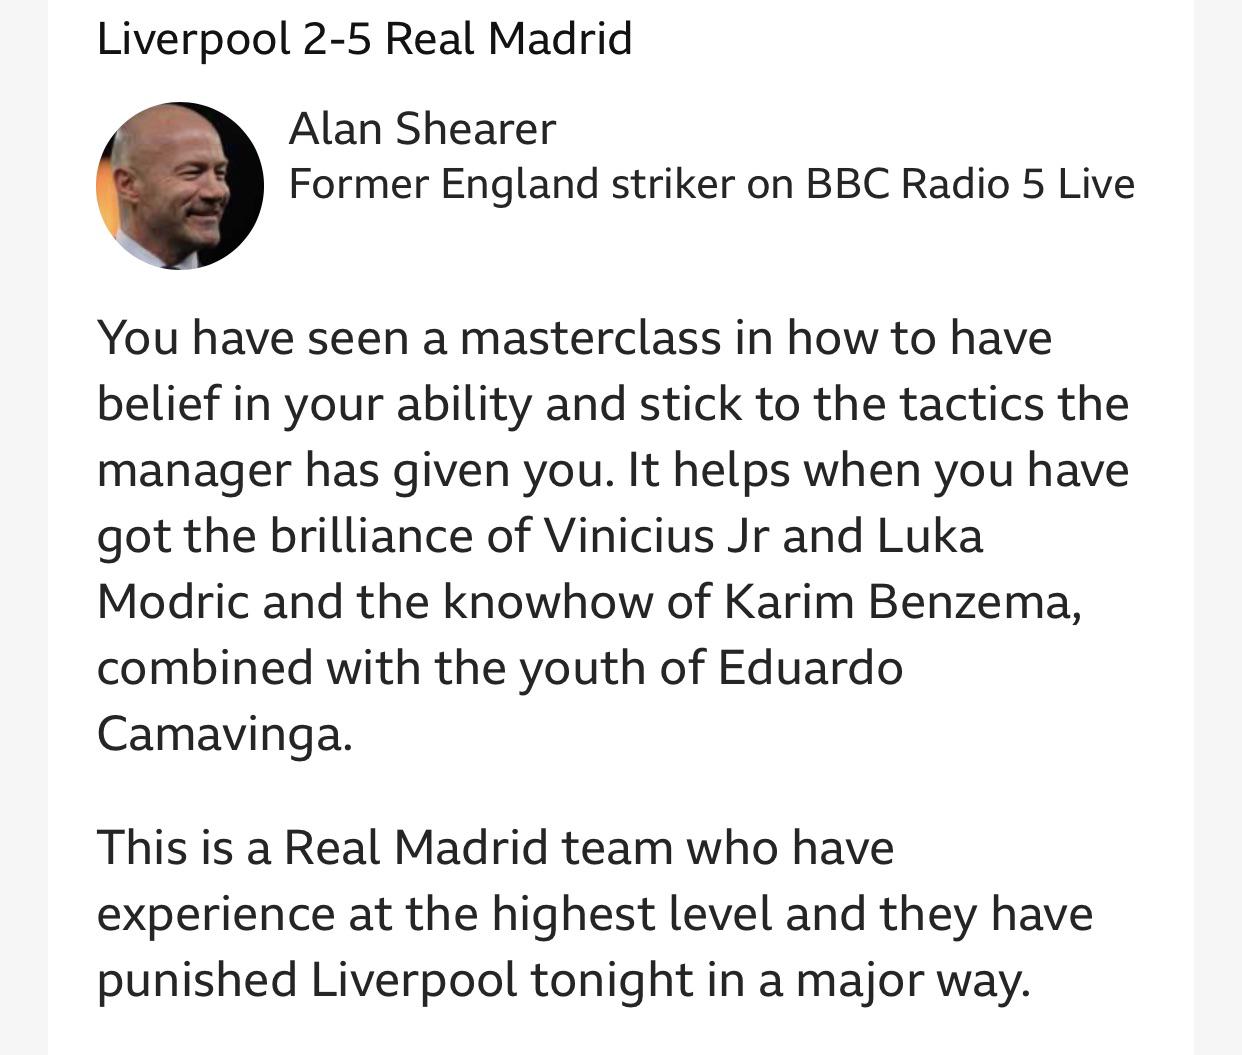 Liverpool 2-5 Real Madrid
Alan Shearer
Former England striker on BBC Radio 5 Live
You have seen a masterclass in how to have
belief in your ability and stick to the tactics the
manager has given you. It helps when you have
got the brilliance of Vinicius Jr and Luka
Modric and the knowhow of Karim Benzema,
combined with the youth of Eduardo
Camavinga.
This is a Real Madrid team who have
experience at the highest level and they have
punished Liverpool tonight in a major way.